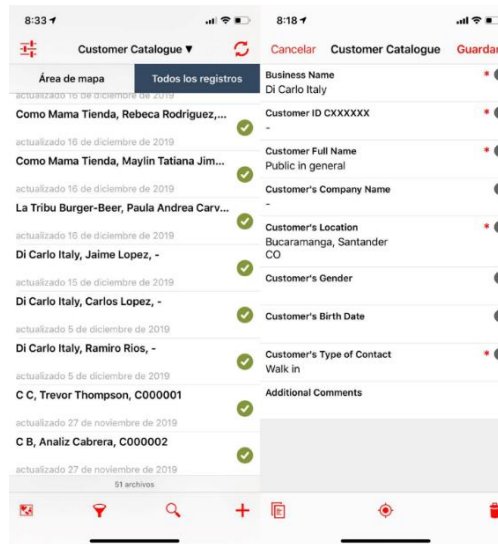 8:33
Customer Catalogue ▼
Área de mapa
Todos los registros
actualizado 16 de diciembre de 2019
Como Mama Tienda, Rebeca Rodriguez,...
actualizado 16 de diciembre de 2019
Como Mama Tienda, Maylin Tatiana Jim...
actualizado 16 de diciembre de 2019
La Tribu Burger-Beer, Paula Andrea Carv...
actualizado 16 de diciembre de 2019
Di Carlo Italy, Jaime Lopez, -
actualizado 15 de diciembre de 2019
Di Carlo Italy, Carlos Lopez, -
actualizado 5 de diciembre de 2019
Di Carlo Italy, Ramiro Rios, -
actualizado 5 de diciembre de 2019
C C, Trevor Thompson, C000001
actualizado 27 de noviembre de 2019
C B, Analiz Cabrera, C000002
actualizado 27 de noviembre de 2019
51 archivos
8:18
Cancelar Customer Catalogue Guardar
Business Name *
Di Carlo Italy
Customer ID CXXXXXX *
-
Customer Full Name *
Public in general
Customer's Company Name
-
Customer's Location *
Bucaramanga, Santander
CO
Customer's Gender
Customer's Birth Date
Customer's Type of Contact *
Walk in
Additional Comments